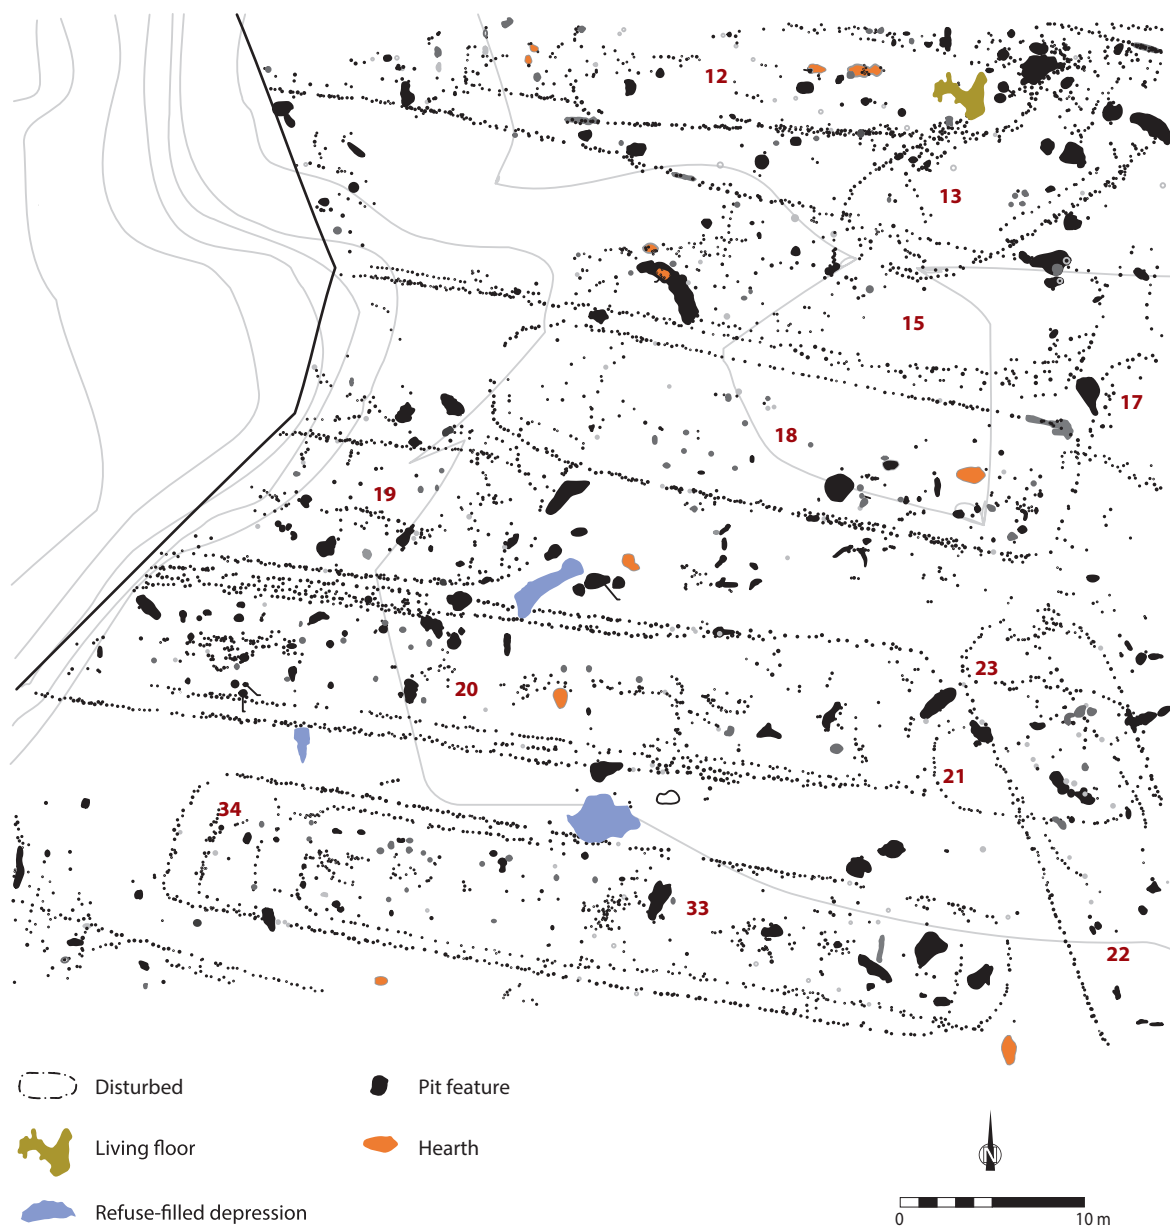 12
13
15
17
18
19
23
20
21
34
33
22
Disturbed
Pit feature
Living floor
Hearth
N
Refuse-filled depression
0 10 m